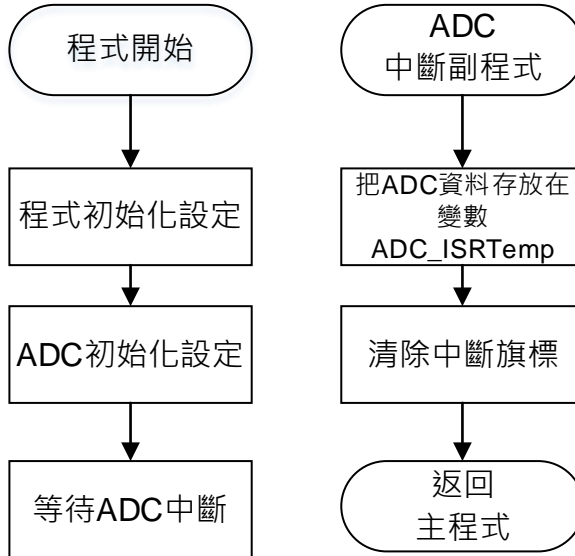 程式開始
程式初始化設定
ADC初始化設定
等待ADC中斷
ADC
中斷副程式
把ADC資料存放在
變數
ADC_ISRTemp
清除中斷旗標
返回
主程式